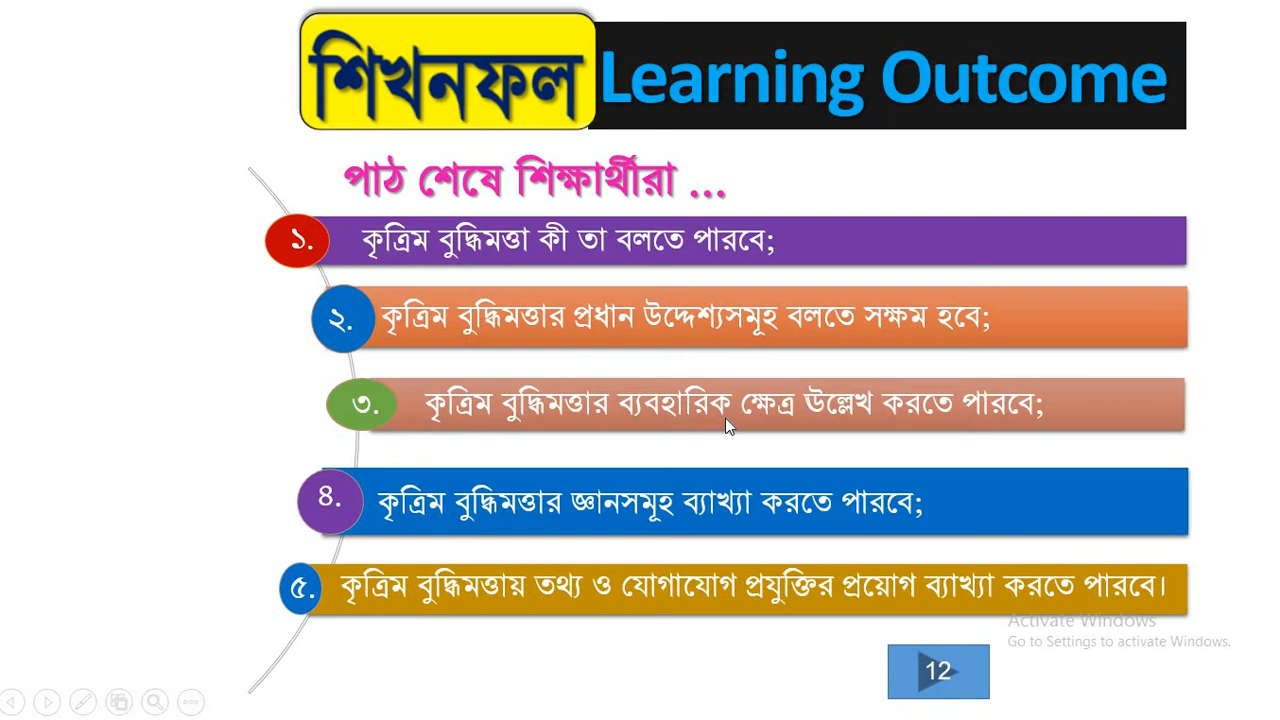 শিখনফল Learning Outcome
পাঠ শেষে শিক্ষার্থীরা ...
১. কৃত্রিম বুদ্ধিমত্তা কী তা বলতে পারবে;
২. কৃত্রিম বুদ্ধিমত্তার প্রধান উদ্দেশ্যসমূহ বলতে সক্ষম হবে;
৩. কৃত্রিম বুদ্ধিমত্তার ব্যবহারিক ক্ষেত্র উল্লেখ করতে পারবে;
৪. কৃত্রিম বুদ্ধিমত্তার জ্ঞানসমূহ ব্যাখ্যা করতে পারবে;
৫. কৃত্রিম বুদ্ধিমত্তায় তথ্য ও যোগাযোগ প্রযুক্তির প্রয়োগ ব্যাখ্যা করতে পারবে।
Activate Windows
Go to Settings to activate Windows.
12